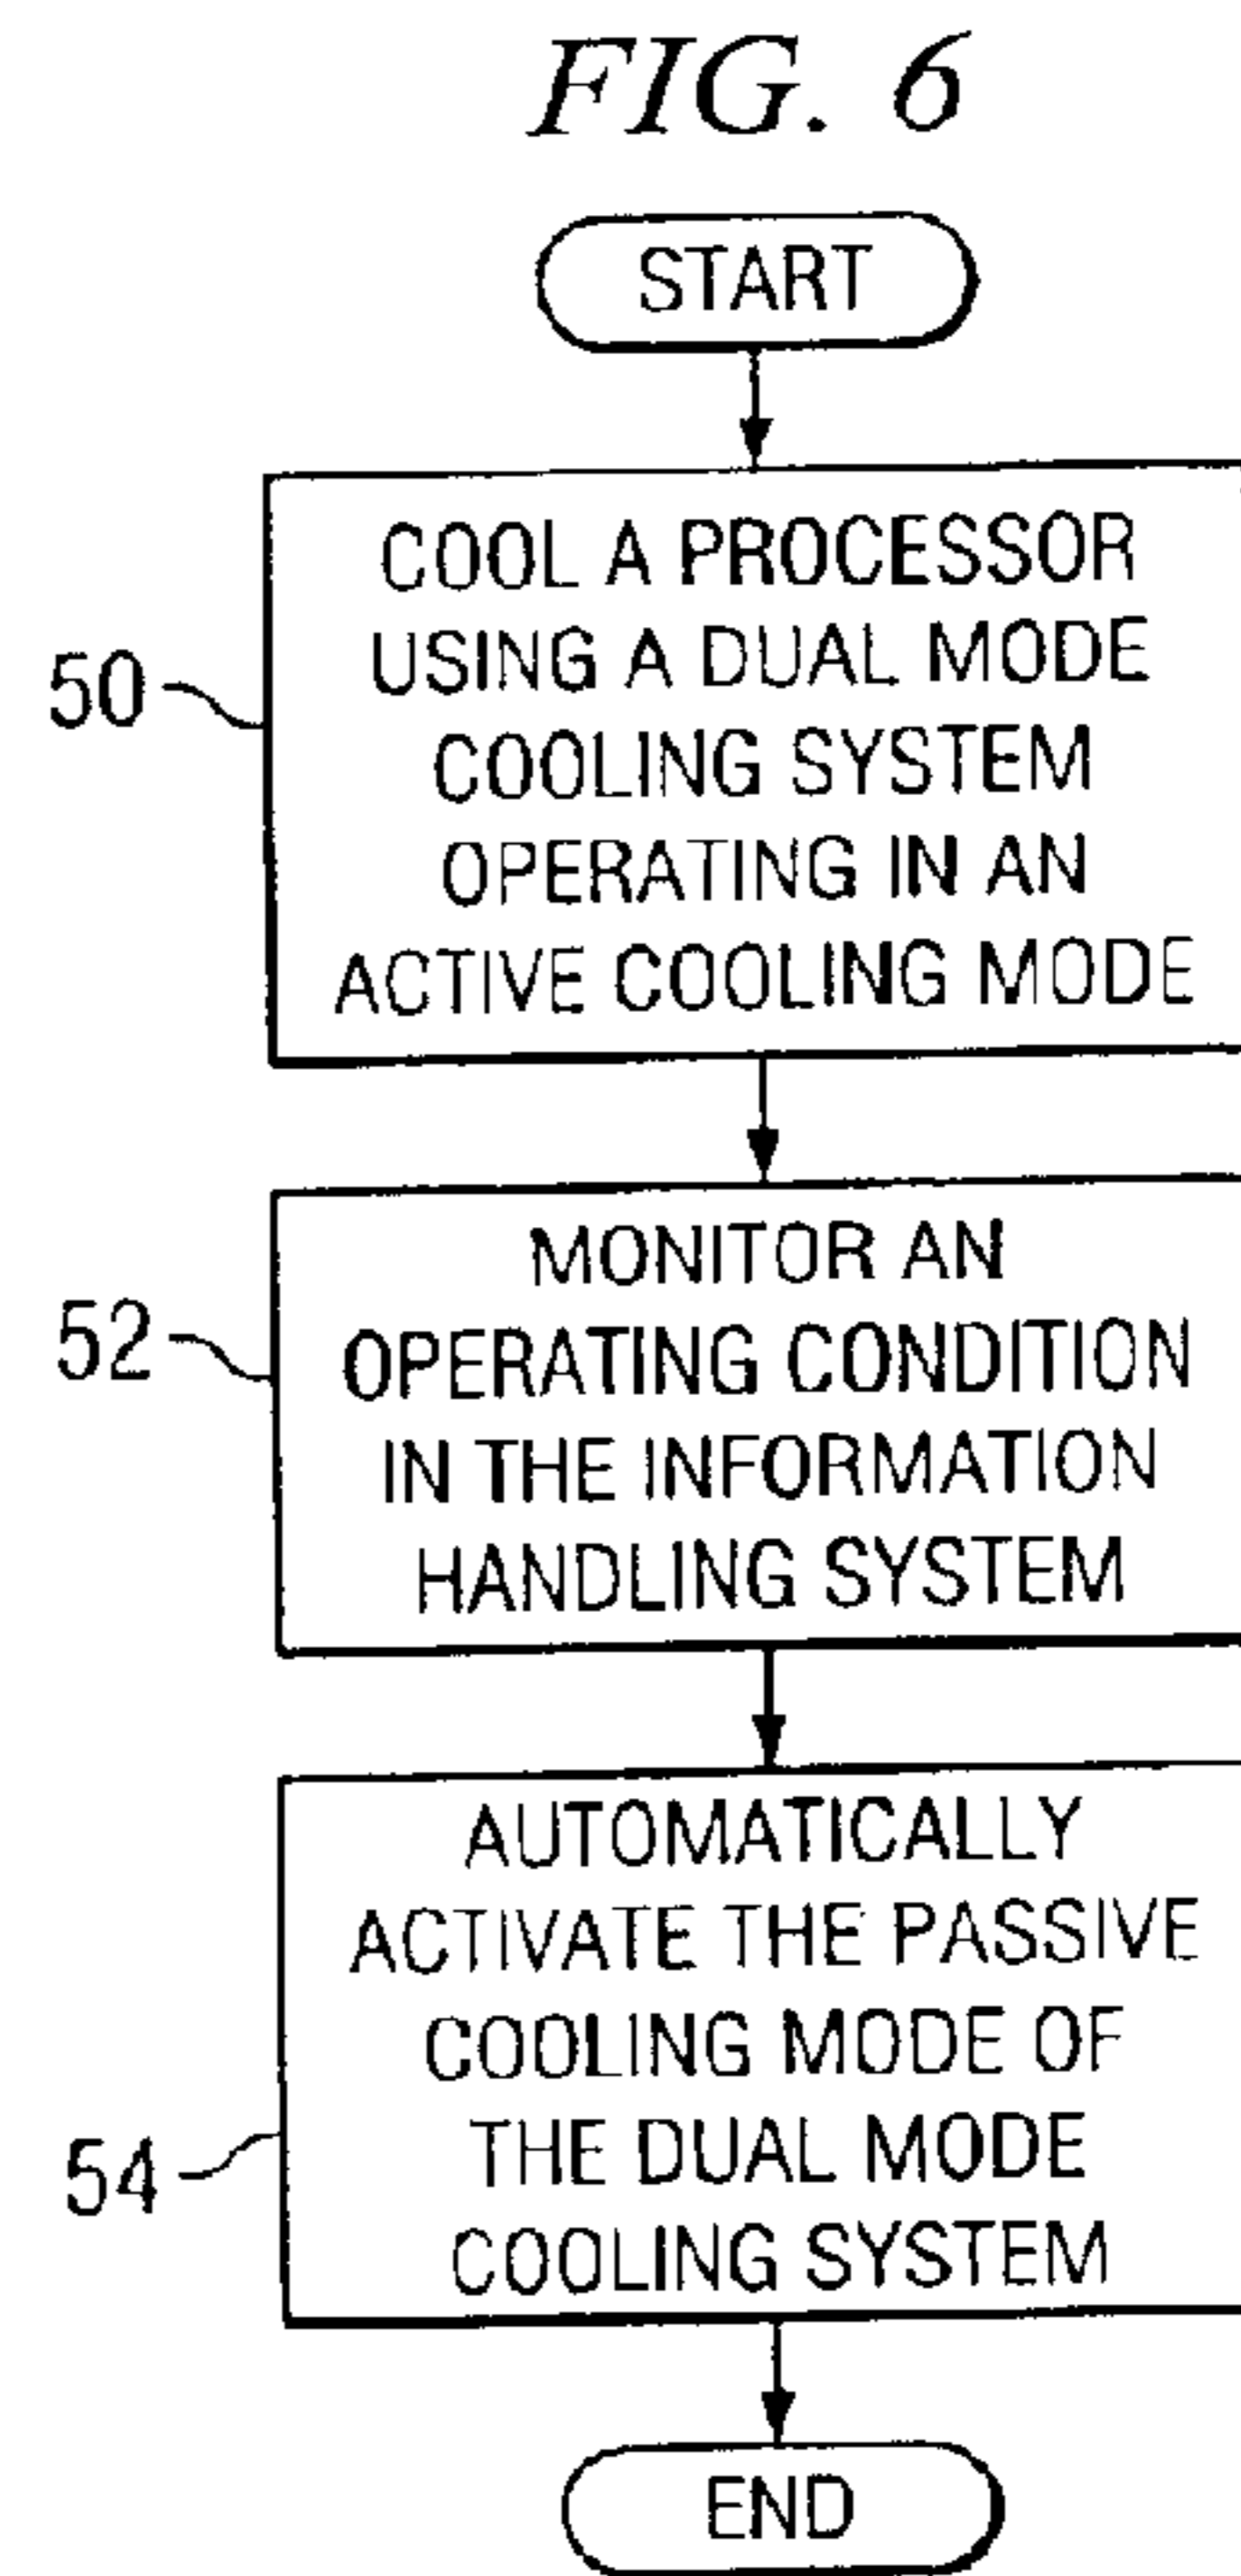 FIG. 6
START
50
COOL A PROCESSOR
USING A DUAL MODE
COOLING SYSTEM
OPERATING IN AN
ACTIVE COOLING MODE
52
MONITOR AN
OPERATING CONDITION
IN THE INFORMATION
HANDLING SYSTEM
54
AUTOMATICALLY
ACTIVATE THE PASSIVE
COOLING MODE OF
THE DUAL MODE
COOLING SYSTEM
END